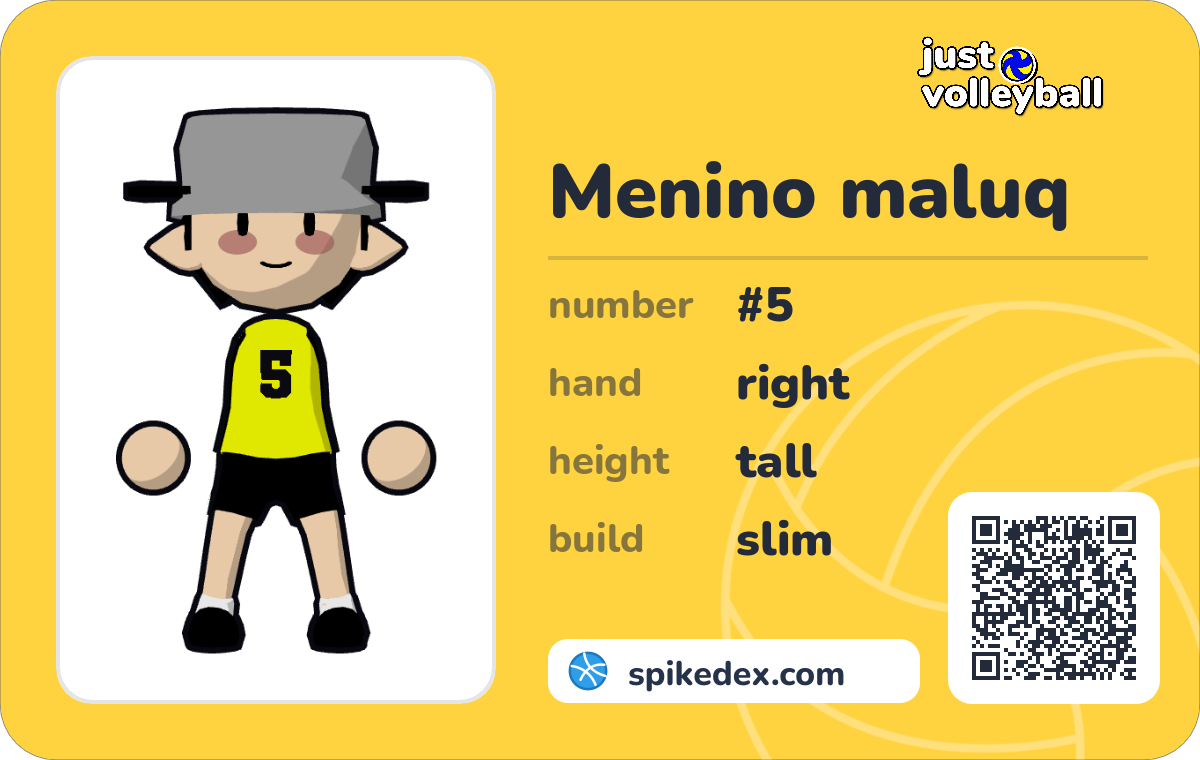 just
volleyball
Menino maluq
number #5
hand right
height tall
build slim
5
spikedex.com